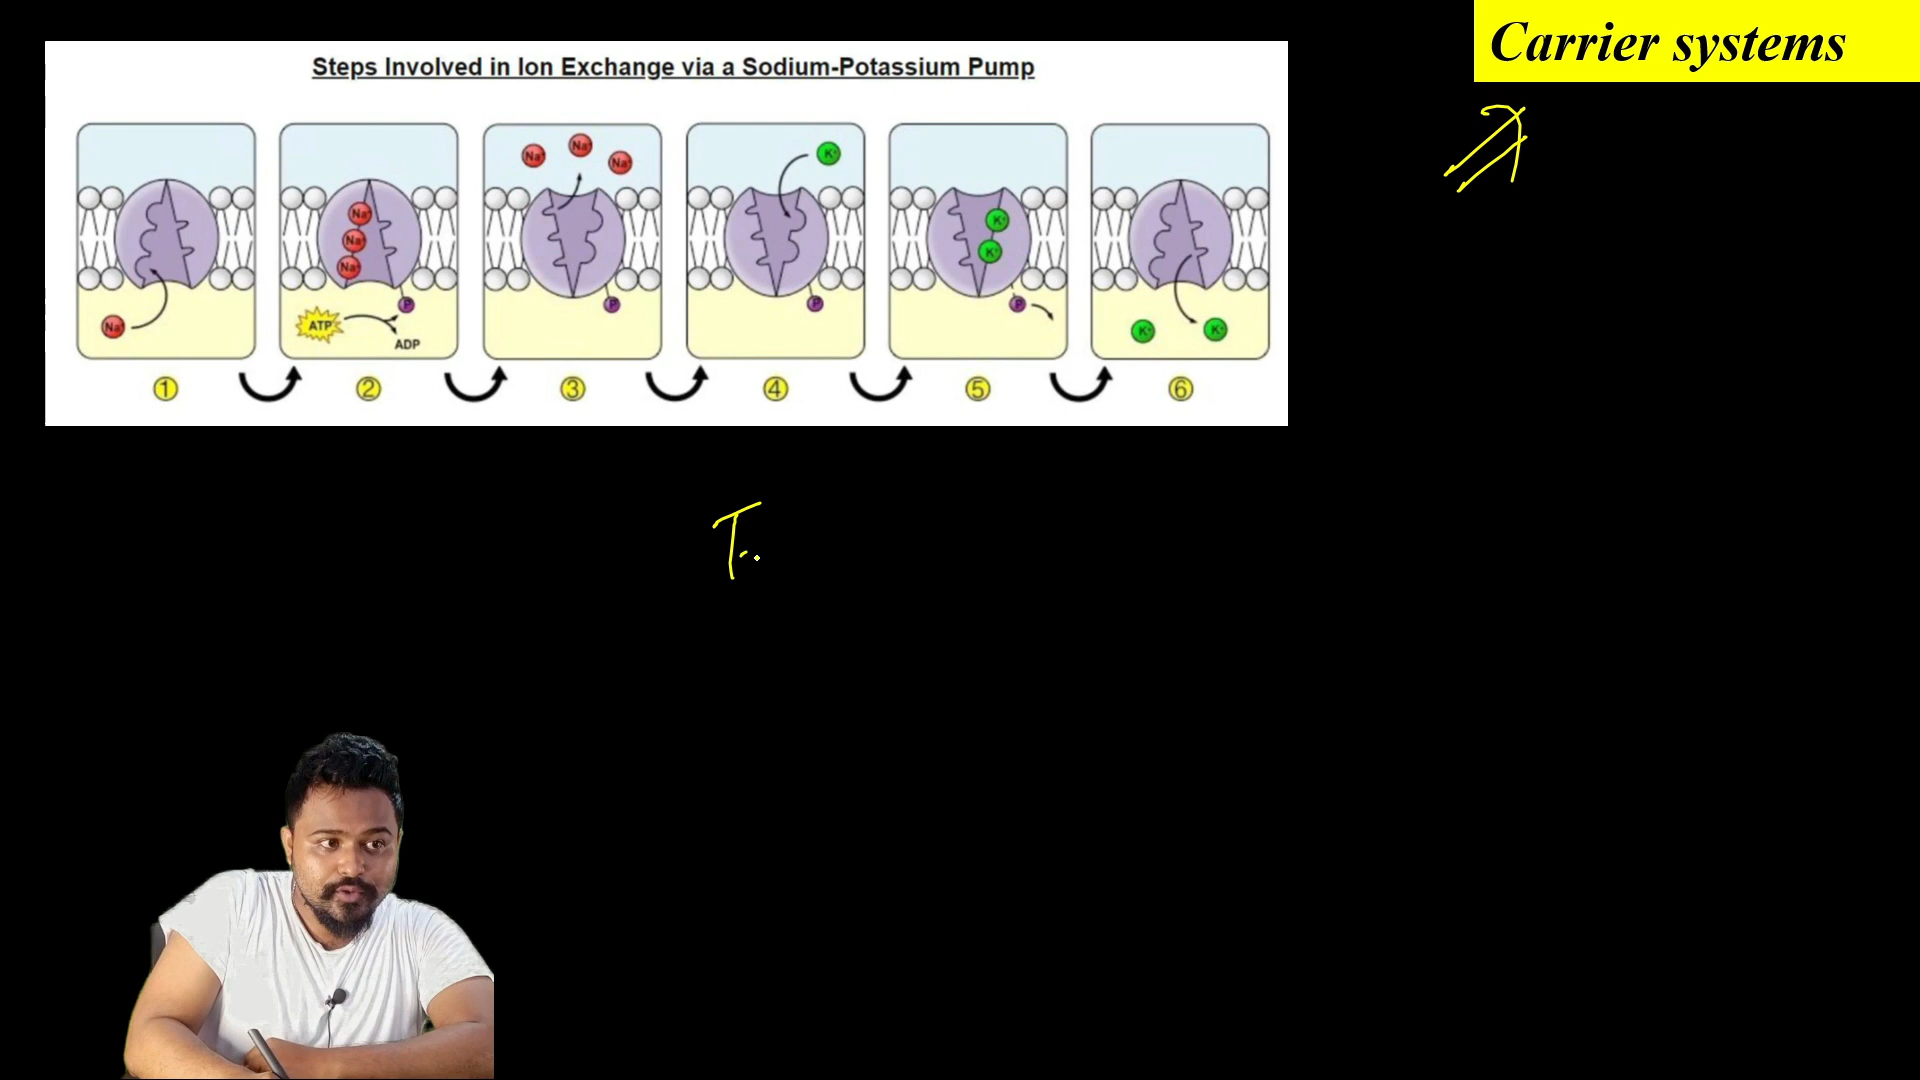 Carrier systems
Steps Involved in Ion Exchange via a Sodium-Potassium Pump
Na⁺
①
Na⁺
Na⁺
Na⁺
ATP
P
ADP
②
Na⁺
Na⁺
Na⁺
P
③
K⁺
P
④
K⁺
K⁺
P
⑤
K⁺
K⁺
⑥